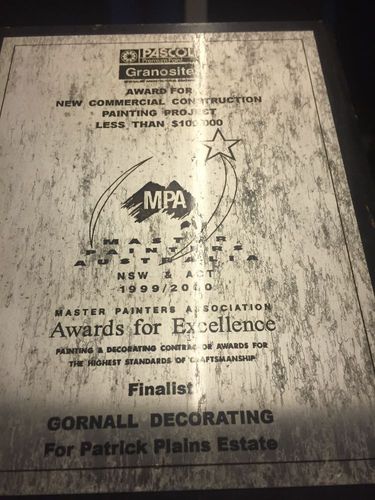 PASCOL
Premium Paint
Granosite
AWARD FOR
NEW COMMERCIAL CONSTRUCTION
PAINTING PROJECT
LESS THAN $100 000
MPA
MASTER
PAINTERS
AUSTRALIA
NSW & ACT
1999/2000
MASTER PAINTERS ASSOCIATION
Awards for Excellence
PAINTING & DECORATING CONTRACTOR AWARDS FOR
THE HIGHEST STANDARDS OF CRAFTSMANSHIP
Finalist
GORNALL DECORATING
For Patrick Plains Estate